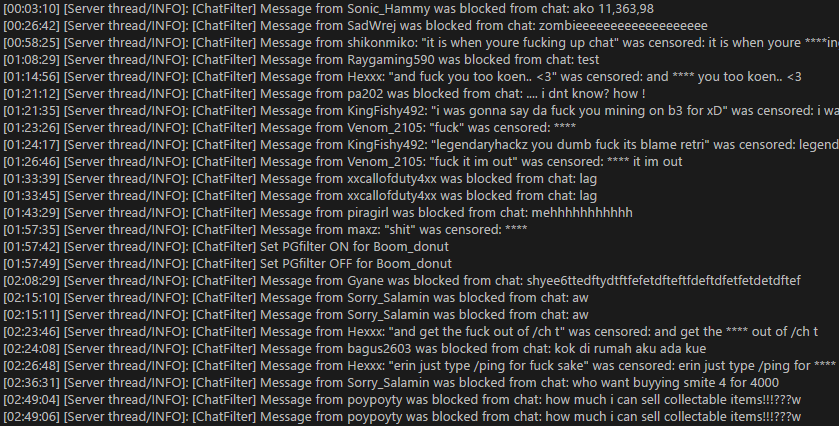 [00:03:10] [Server thread/INFO]: [ChatFilter] Message from Sonic_Hammy was blocked from chat: ako 11,363,98
[00:26:42] [Server thread/INFO]: [ChatFilter] Message from SadWrej was blocked from chat: zombieeeeeeeeeeeeeeeeeee
[00:58:25] [Server thread/INFO]: [ChatFilter] Message from shikonmiko: "it is when youre fucking up chat" was censored: it is when youre ****in
[01:08:29] [Server thread/INFO]: [ChatFilter] Message from Raygaming590 was blocked from chat: test
[01:14:56] [Server thread/INFO]: [ChatFilter] Message from Hexxx: "and fuck you too koen.. <3" was censored: and **** you too koen.. <3
[01:21:12] [Server thread/INFO]: [ChatFilter] Message from pa202 was blocked from chat: .... i dnt know? how !
[01:21:35] [Server thread/INFO]: [ChatFilter] Message from KingFishy492: "i was gonna say da fuck you mining on b3 for xD" was censored: i wa
[01:23:26] [Server thread/INFO]: [ChatFilter] Message from Venom_2105: "fuck" was censored: ****
[01:24:17] [Server thread/INFO]: [ChatFilter] Message from KingFishy492: "legendaryhackz you dumb fuck its blame retri" was censored: legend
[01:26:46] [Server thread/INFO]: [ChatFilter] Message from Venom_2105: "fuck it im out" was censored: **** it im out
[01:33:39] [Server thread/INFO]: [ChatFilter] Message from xxcallofduty4xx was blocked from chat: lag
[01:33:45] [Server thread/INFO]: [ChatFilter] Message from xxcallofduty4xx was blocked from chat: lag
[01:43:29] [Server thread/INFO]: [ChatFilter] Message from piragirl was blocked from chat: mehhhhhhhhhhh
[01:57:35] [Server thread/INFO]: [ChatFilter] Message from maxz: "shit" was censored: ****
[01:57:42] [Server thread/INFO]: [ChatFilter] Set PGfilter ON for Boom_donut
[01:57:49] [Server thread/INFO]: [ChatFilter] Set PGfilter OFF for Boom_donut
[02:08:29] [Server thread/INFO]: [ChatFilter] Message from Gyane was blocked from chat: shyee6ttedftydtftfefetdfteftfdeftdfetfetdetdftef
[02:15:10] [Server thread/INFO]: [ChatFilter] Message from Sorry_Salamin was blocked from chat: aw
[02:15:11] [Server thread/INFO]: [ChatFilter] Message from Sorry_Salamin was blocked from chat: aw
[02:23:46] [Server thread/INFO]: [ChatFilter] Message from Hexxx: "and get the fuck out of /ch t" was censored: and get the **** out of /ch t
[02:24:08] [Server thread/INFO]: [ChatFilter] Message from bagus2603 was blocked from chat: kok di rumah aku ada kue
[02:26:48] [Server thread/INFO]: [ChatFilter] Message from Hexxx: "erin just type /ping for fuck sake" was censored: erin just type /ping for ****
[02:36:31] [Server thread/INFO]: [ChatFilter] Message from Sorry_Salamin was blocked from chat: who want buyying smite 4 for 4000
[02:49:04] [Server thread/INFO]: [ChatFilter] Message from poypoyty was blocked from chat: how much i can sell collectable items!!!???w
[02:49:06] [Server thread/INFO]: [ChatFilter] Message from poypoyty was blocked from chat: how much i can sell collectable items!!!???w